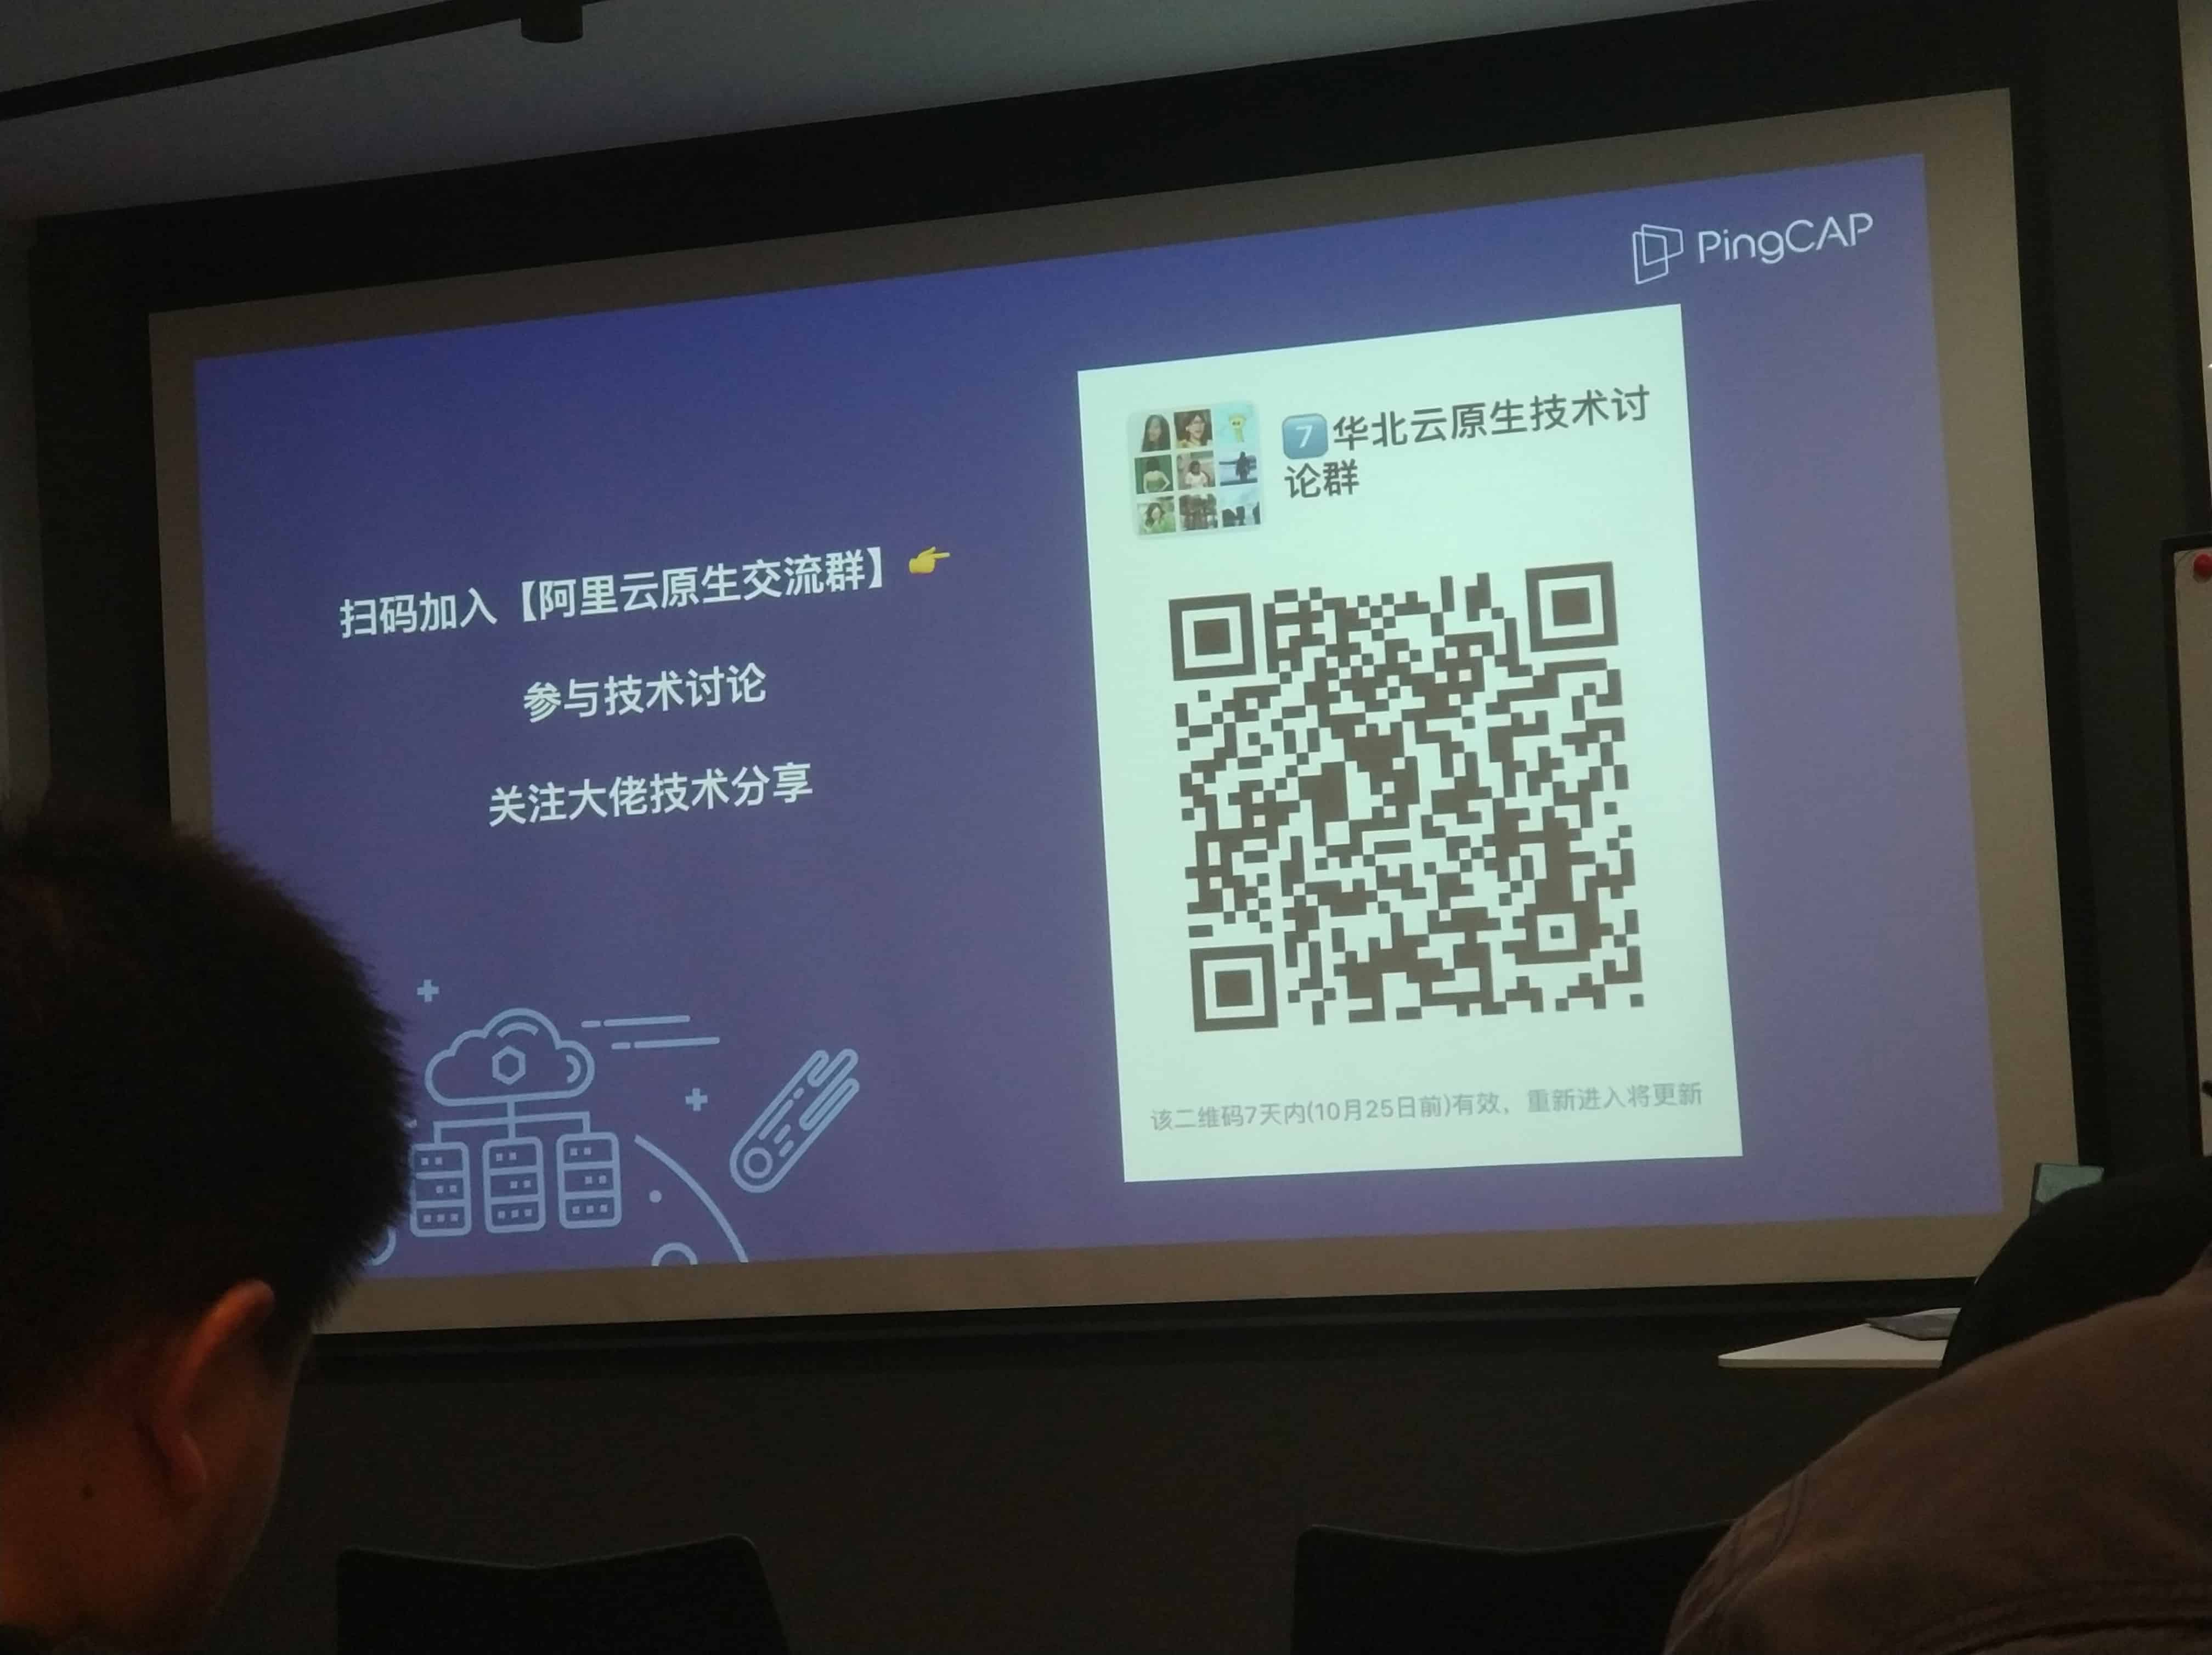 PingCAP
扫码加入【阿里云原生交流群】👉
参与技术讨论
关注大佬技术分享
7华北云原生技术讨
论群
该二维码7天内(10月25日前)有效，重新进入将更新